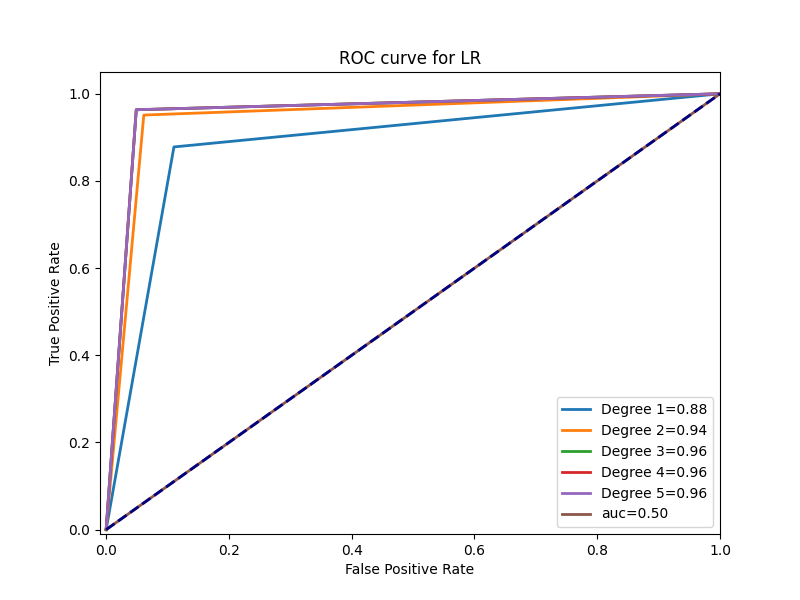 ROC curve for LR
True Positive Rate
1.0
0.8
0.6
0.4
0.2
0.0
0.0 0.2 0.4 0.6 0.8 1.0
False Positive Rate
Degree 1=0.88
Degree 2=0.94
Degree 3=0.96
Degree 4=0.96
Degree 5=0.96
auc=0.50